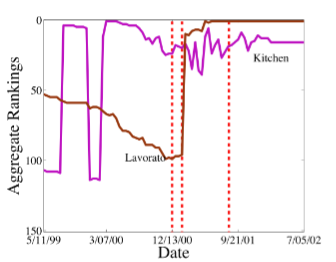 0
50
100
150
Aggregate Rankings
Kitchen
Lavorato
5/11/99 3/07/00 12/13/00 9/21/01 7/05/02
Date